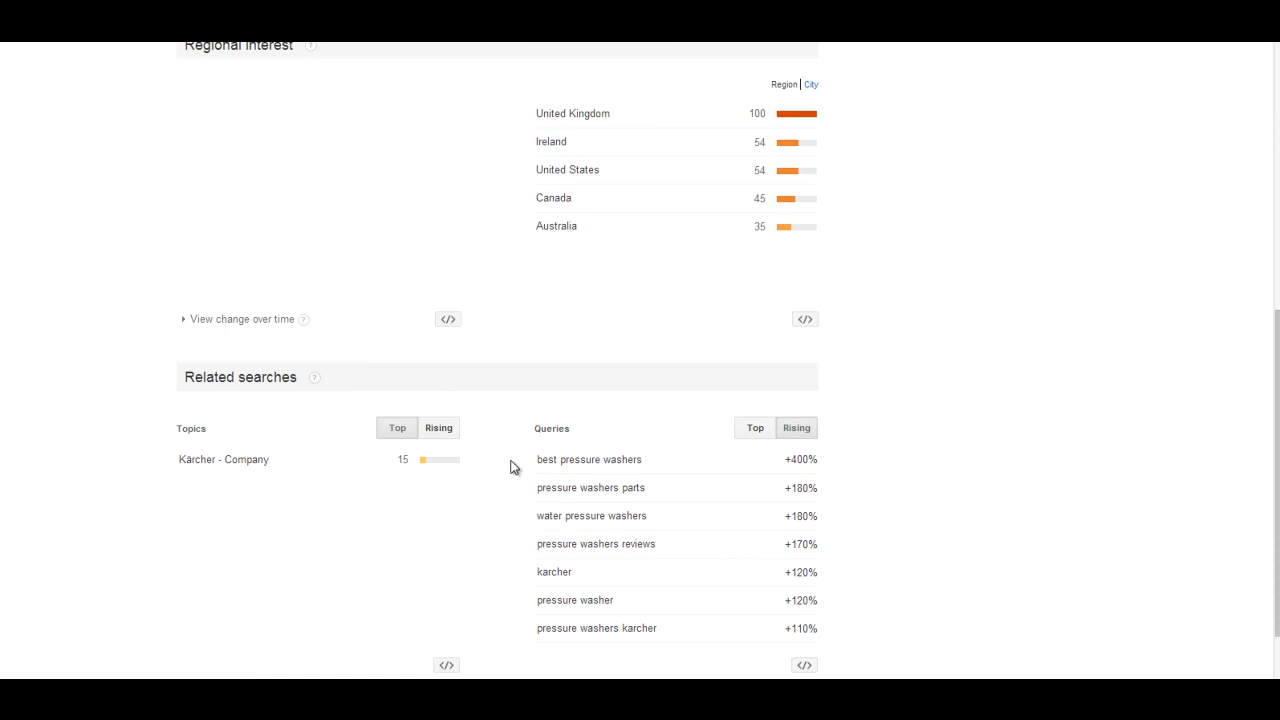 Regional interest ?
Region | City
United Kingdom 100
Ireland 54
United States 54
Canada 45
Australia 35
View change over time ? </> </>
Related searches ?
Topics Top Rising Queries Top Rising
Kärcher - Company 15 best pressure washers +400%
pressure washers parts +180%
water pressure washers +180%
pressure washers reviews +170%
karcher +120%
pressure washer +120%
pressure washers karcher +110%
</> </>